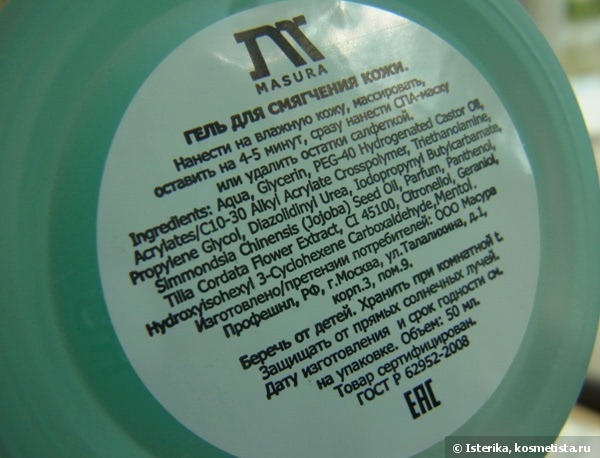 MASURA
ГЕЛЬ ДЛЯ СМЯГЧЕНИЯ КОЖИ.
Нанести на влажную кожу, массировать,
оставить на 4-5 минут, сразу нанести СПА-маску
или удалить остатки салфеткой.
Ingredients: Aqua, Glycerin, PEG-40 Hydrogenated Castor Oil,
Acrylates/C10-30 Alkyl Acrylate Crosspolymer, Triethanolamine,
Propylene Glycol, Diazolidinyl Urea, Iodopropynyl Butylcarbamate,
Simmondsia Chinensis (Jojoba) Seed Oil, Parfum, Panthenol,
Tilia Cordata Flower Extract, CI 45100, Citronellol, Geraniol,
Hydroxyisohexyl 3-Cyclohexene Carboxaldehyde, Mentol.
Изготовлено/претензии потребителей: ООО Масура
Профешнл, РФ, г.Москва, ул.Талалихина, д.1,
корп.3, пом.9.
Беречь от детей. Хранить при комнатной t.
Защищать от прямых солнечных лучей.
Дату изготовления и срок годности см.
на упаковке. Объем: 50 мл.
Товар сертифицирован.
ГОСТ Р 62952-2008
EAC
© Isterika, kosmetista.ru